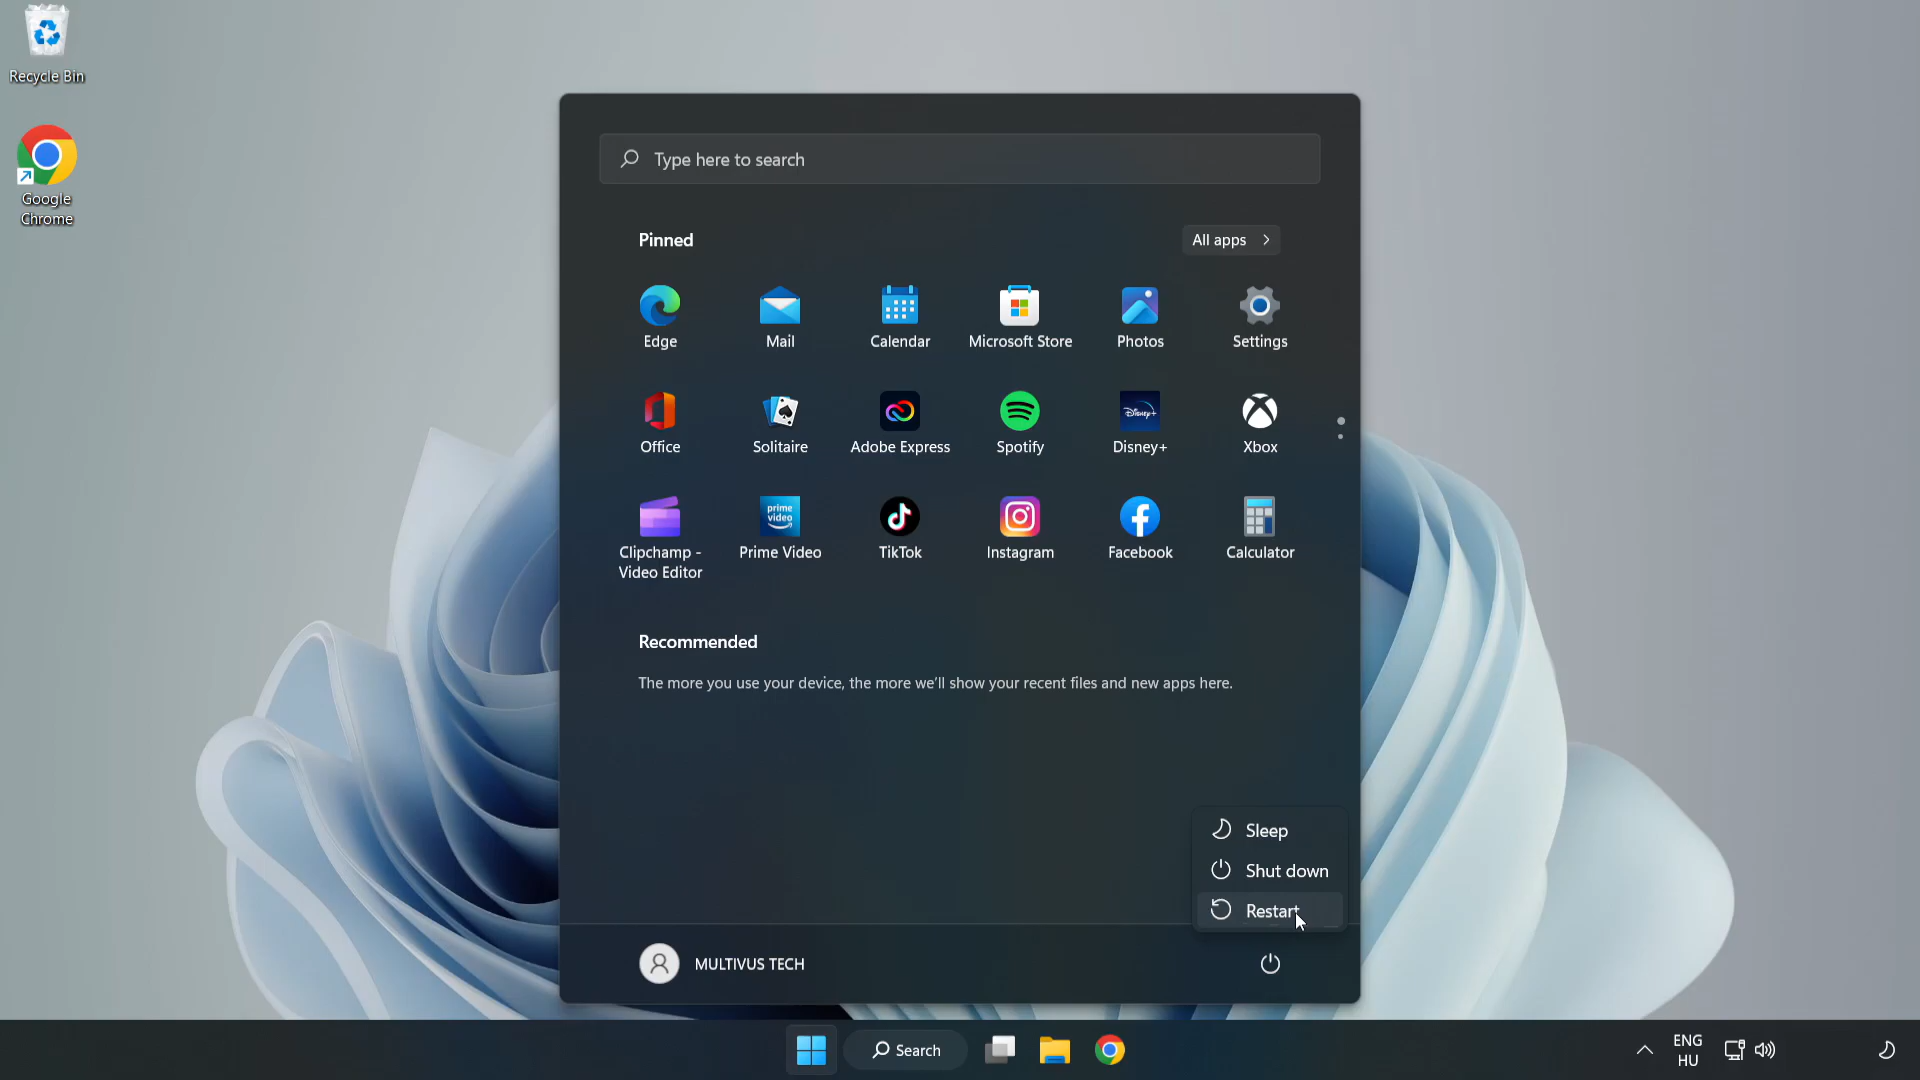 Recycle Bin
Google
Chrome
Type here to search
Pinned
All apps
Edge
Mail
Calendar
Microsoft Store
Photos
Settings
Office
Solitaire
Adobe Express
Spotify
Disney+
Disney+
Xbox
prime
video
Clipchamp -
Video Editor
Prime Video
TikTok
Instagram
Facebook
Calculator
Recommended
The more you use your device, the more we'll show your recent files and new apps here.
Sleep
Shut down
Restart
MULTIVUS TECH
Search
ENG
HU